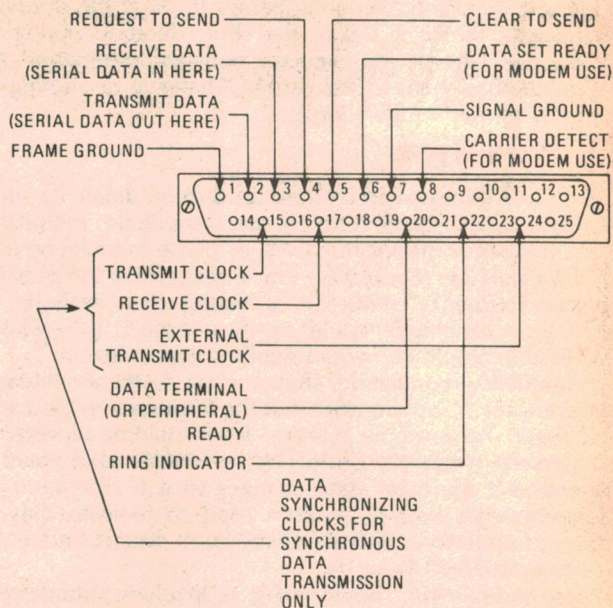 REQUEST TO SEND
CLEAR TO SEND
RECEIVE DATA
(SERIAL DATA IN HERE)
DATA SET READY
(FOR MODEM USE)
TRANSMIT DATA
(SERIAL DATA OUT HERE)
SIGNAL GROUND
FRAME GROUND
CARRIER DETECT
(FOR MODEM USE)
1 2 3 4 5 6 7 8 9 10 11 12 13
14 15 16 17 18 19 20 21 22 23 24 25
TRANSMIT CLOCK
RECEIVE CLOCK
EXTERNAL
TRANSMIT CLOCK
DATA TERMINAL
(OR PERIPHERAL)
READY
RING INDICATOR
DATA
SYNCHRONIZING
CLOCKS FOR
SYNCHRONOUS
DATA
TRANSMISSION
ONLY